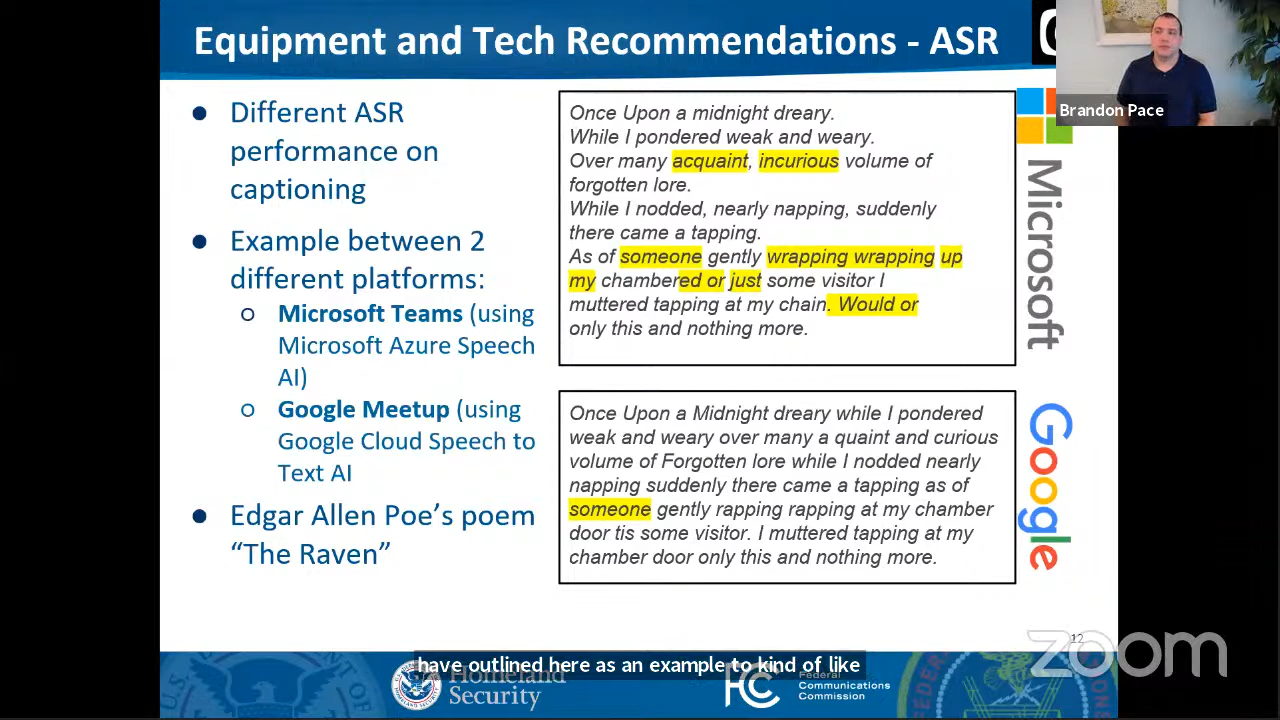 Equipment and Tech Recommendations - ASR
Brandon Pace
● Different ASR
performance on
captioning
● Example between 2
different platforms:
○ Microsoft Teams (using
Microsoft Azure Speech
AI)
○ Google Meetup (using
Google Cloud Speech to
Text AI
● Edgar Allen Poe's poem
“The Raven”
Once Upon a midnight dreary.
While I pondered weak and weary.
Over many acquaint, incurious volume of
forgotten lore.
While I nodded, nearly napping, suddenly
there came a tapping.
As of someone gently wrapping wrapping up
my chambered or just some visitor I
muttered tapping at my chain. Would or
only this and nothing more.
Microsoft
Once Upon a Midnight dreary while I pondered
weak and weary over many a quaint and curious
volume of Forgotten lore while I nodded nearly
napping suddenly there came a tapping as of
someone gently rapping rapping at my chamber
door tis some visitor. I muttered tapping at my
chamber door only this and nothing more.
Google
12
zoom
have outlined here as an example to kind of like
Homeland
Security
FC
Federal
Communications
Commission